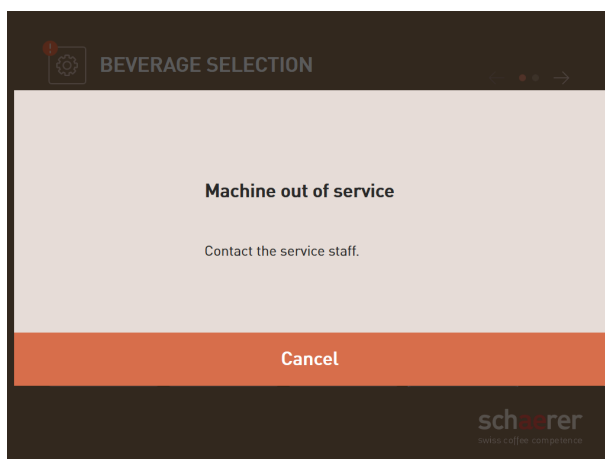 !
BEVERAGE SELECTION
Machine out of service
Contact the service staff.
Cancel
schaerer
swiss coffee competence